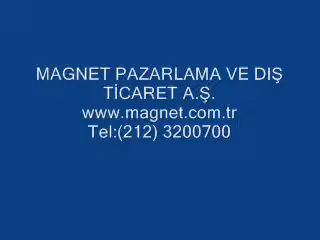 MAGNET PAZARLAMA VE DIŞ
TİCARET A.Ş.
www.magnet.com.tr
Tel:(212) 3200700